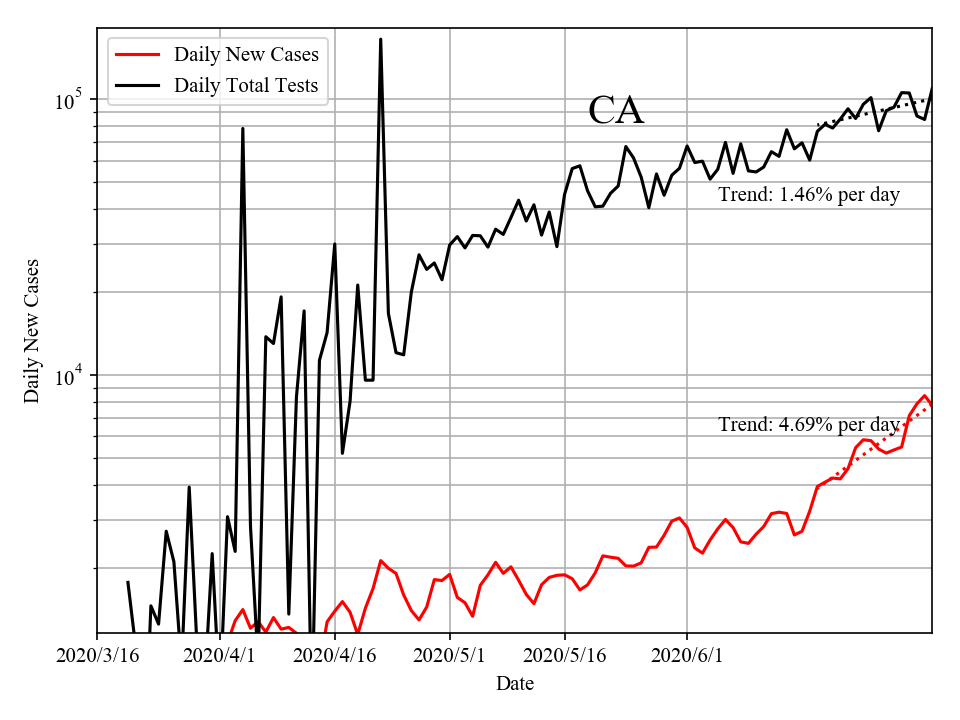 Daily New Cases
Daily Total Tests
CA
10^5
Trend: 1.46% per day
Daily New Cases
10^4
Trend: 4.69% per day
2020/3/16 2020/4/1 2020/4/16 2020/5/1 2020/5/16 2020/6/1
Date